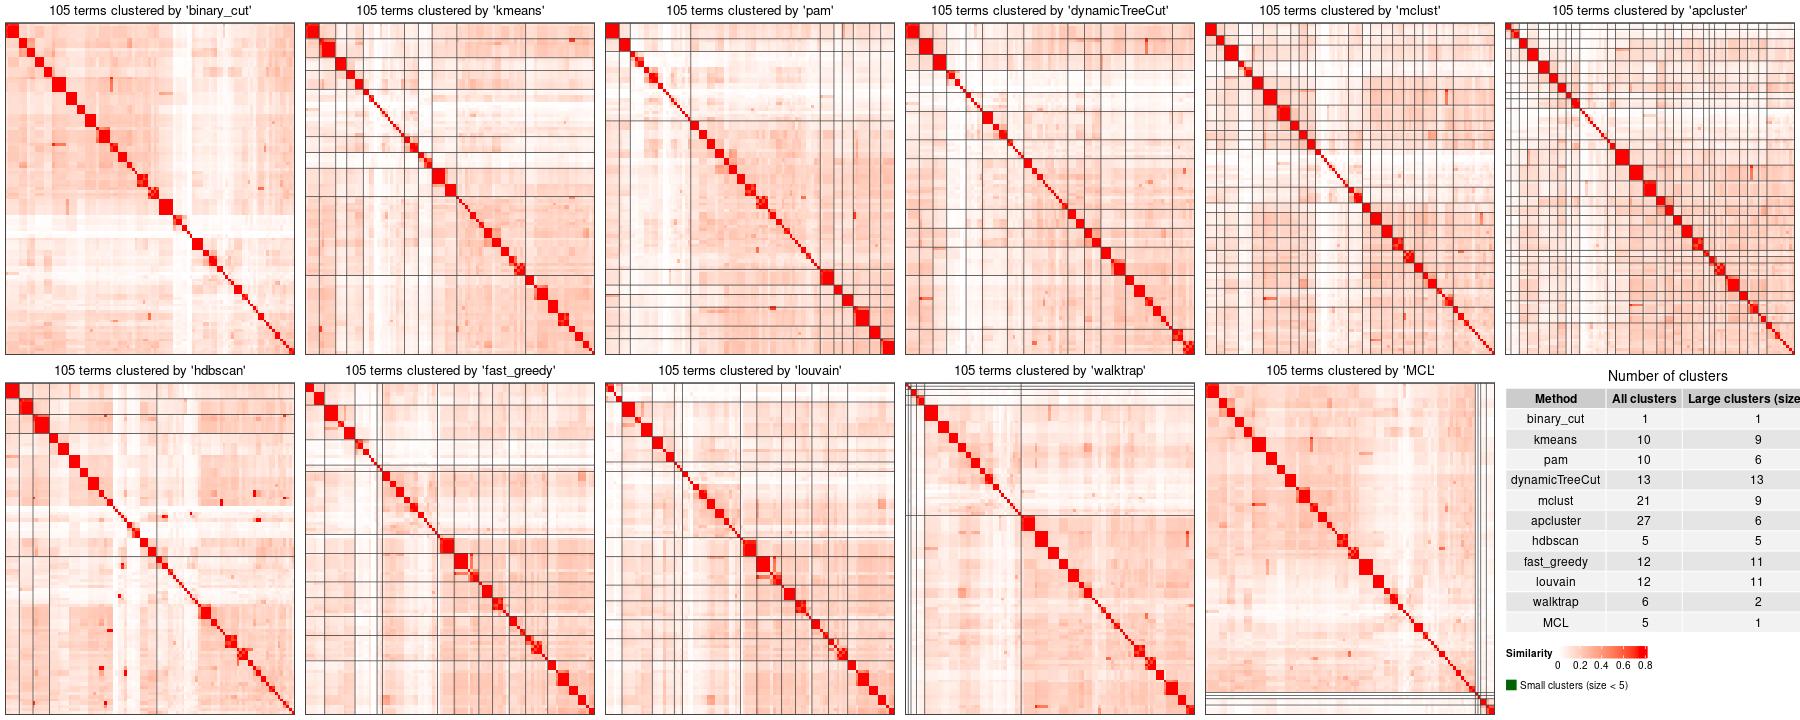 105 terms clustered by 'binary_cut'
105 terms clustered by 'kmeans'
105 terms clustered by 'pam'
105 terms clustered by 'dynamicTreeCut'
105 terms clustered by 'mclust'
105 terms clustered by 'apcluster'
105 terms clustered by 'hdbscan'
105 terms clustered by 'fast_greedy'
105 terms clustered by 'louvain'
105 terms clustered by 'walktrap'
105 terms clustered by 'MCL'
Number of clusters
Method All clusters Large clusters (size
binary_cut 1 1
kmeans 10 9
pam 10 6
dynamicTreeCut 13 13
mclust 21 9
apcluster 27 6
hdbscan 5 5
fast_greedy 12 11
louvain 12 11
walktrap 6 2
MCL 5 1
Similarity
0 0.2 0.4 0.6 0.8
Small clusters (size < 5)